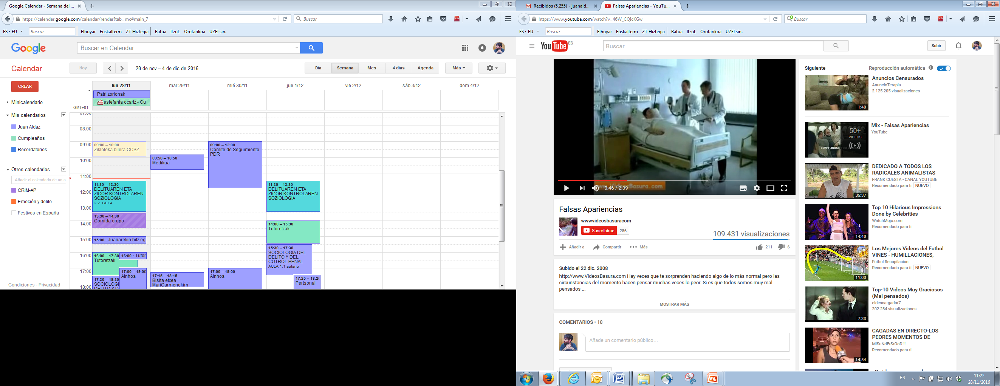 Google Calendar - Semana del ...
https://calendar.google.com/calendar/render?tab=mc#main_7
Buscar
ES ▸ EU
Buscar
Elhuyar Euskalterm ZT Hiztegia Batua ItzuL Orotarikoa UZEI sin.
Google
Buscar en Calendar
Calendar
Hoy
28 de nov – 4 de dic de 2016
Día Semana Mes 4 días Agenda Más
CREAR
Minicalendario
Mis calendarios
Juan Aldaz
Cumpleaños
Recordatorios
Otros calendarios
Añadir el calendario de un a
CRIM-AP
Emoción y delito
Festivos en España
Condiciones - Privacidad
lun 28/11 mar 29/11 mié 30/11 jue 1/12 vie 2/12 sáb 3/12 dom 4/12
Patri zorionak
estefania ocariz - Cu
GMT+01
07:00
08:00
09:00
10:00
11:00
12:00
13:00
14:00
15:00
16:00
17:00
18:00
09:00 – 10:00
Zikloteka bilera CCSZ
11:30 – 13:30
DELITUAREN ETA
ZIGOR KONTROLAREN
SOZIOLOGIA
2.2. GELA
13:30 – 14:30
Comida grupo
15:00 - Juanarekin hitz eg
16:00 – 17:30
Tutoretzak
16:00 - Tutor
17:00 – 19:00
Ainhoa
17:30 – 19:30
SOCIOLOGI
DELITO Y D
09:50 – 10:50
Medikua
17:15 – 18:15
Bisita etxea
MariCarmenekim
09:00 – 12:00
Comite de Seguimiento
PDR
17:00 – 19:00
Ainhoa
11:30 – 13:30
DELITUAREN ETA
ZIGOR KONTROLAREN
SOZIOLOGIA
14:00 – 15:30
Tutoretzak
15:30 – 17:30
SOCIOLOGIA DEL
DELITO Y DEL
COTROL PENAL
AULA 1.1 aulario
17:25 – 18:25
Pertsonal
Recibidos (5.255) - juanald...
Falsas Apariencias - YouTu...
https://www.youtube.com/watch?v=46W_CQIcKGw
Buscar
ES ▸ EU
Buscar
Elhuyar Euskalterm ZT Hiztegia Batua ItzuL Orotarikoa UZEI sin.
YouTube ES
Buscar
Subir
www.VideosBasura.com
0:46 / 2:39
Falsas Apariencias
wwwvideosbasuracom
Suscribirse 286
109.431 visualizaciones
Añadir a Compartir Más
211 6
Subido el 22 dic. 2008
http://www.VideosBasura.com Hay veces que te sorprenden haciendo algo de lo más normal pero las
circunstancias del momento hacen pensar muchas veces lo peor. Si es que todos somos muy mal
pensados ...
MOSTRAR MÁS
COMENTARIOS • 18
Añade un comentario público...
Siguiente
Reproducción automática
Anuncios Censurados
AnuncioTerapia
2.125.205 visualizaciones
1:40
Mix - Falsas Apariencias
YouTube
50+
VÍDEOS
DON'T JUDGE TOO
DEDICADO A TODOS LOS
RADICALES ANIMALISTAS
FRANK CUESTA - CANAL YOUTUBE
Recomendado para ti NUEVO
35:37
Top 10 Hilarious Impressions
Done by Celebrities
WatchMojo.com
Recomendado para ti
14:40
Los Mejores Videos del Futbol
VINES - HUMILLACIONES,
Futbol Recopilacion
Recomendado para ti NUEVO
11:03
Top-10 Videos Muy Graciosos
(Mal pensados)
eldescargador7
202.234 visualizaciones
7:33
CAGADAS EN DIRECTO-LOS
PEORES MOMENTOS DE
MiSuNdErStOoD !!
Recomendado para ti
14:54
ES
11:22
28/11/2016